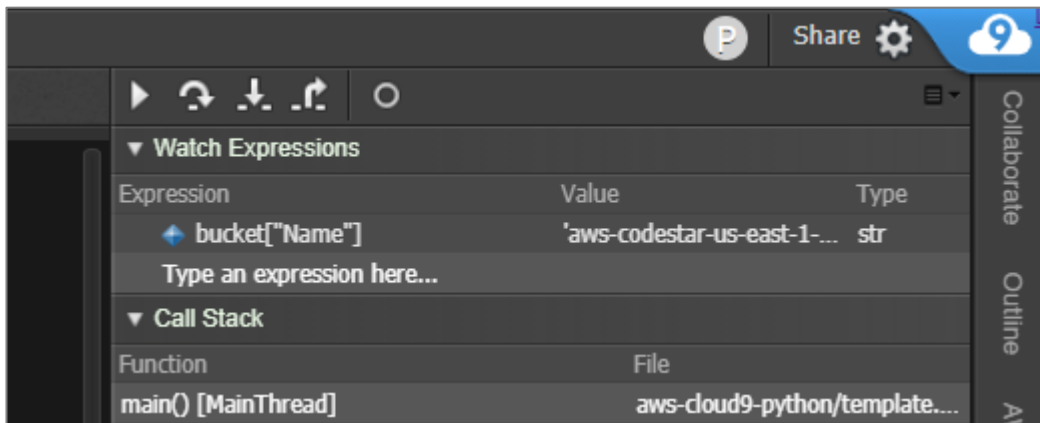 P Share 9
Watch Expressions
Expression Value Type
bucket["Name"] 'aws-codestar-us-east-1-... str
Type an expression here...
Call Stack
Function File
main() [MainThread] aws-cloud9-python/template....
Collaborate
Outline